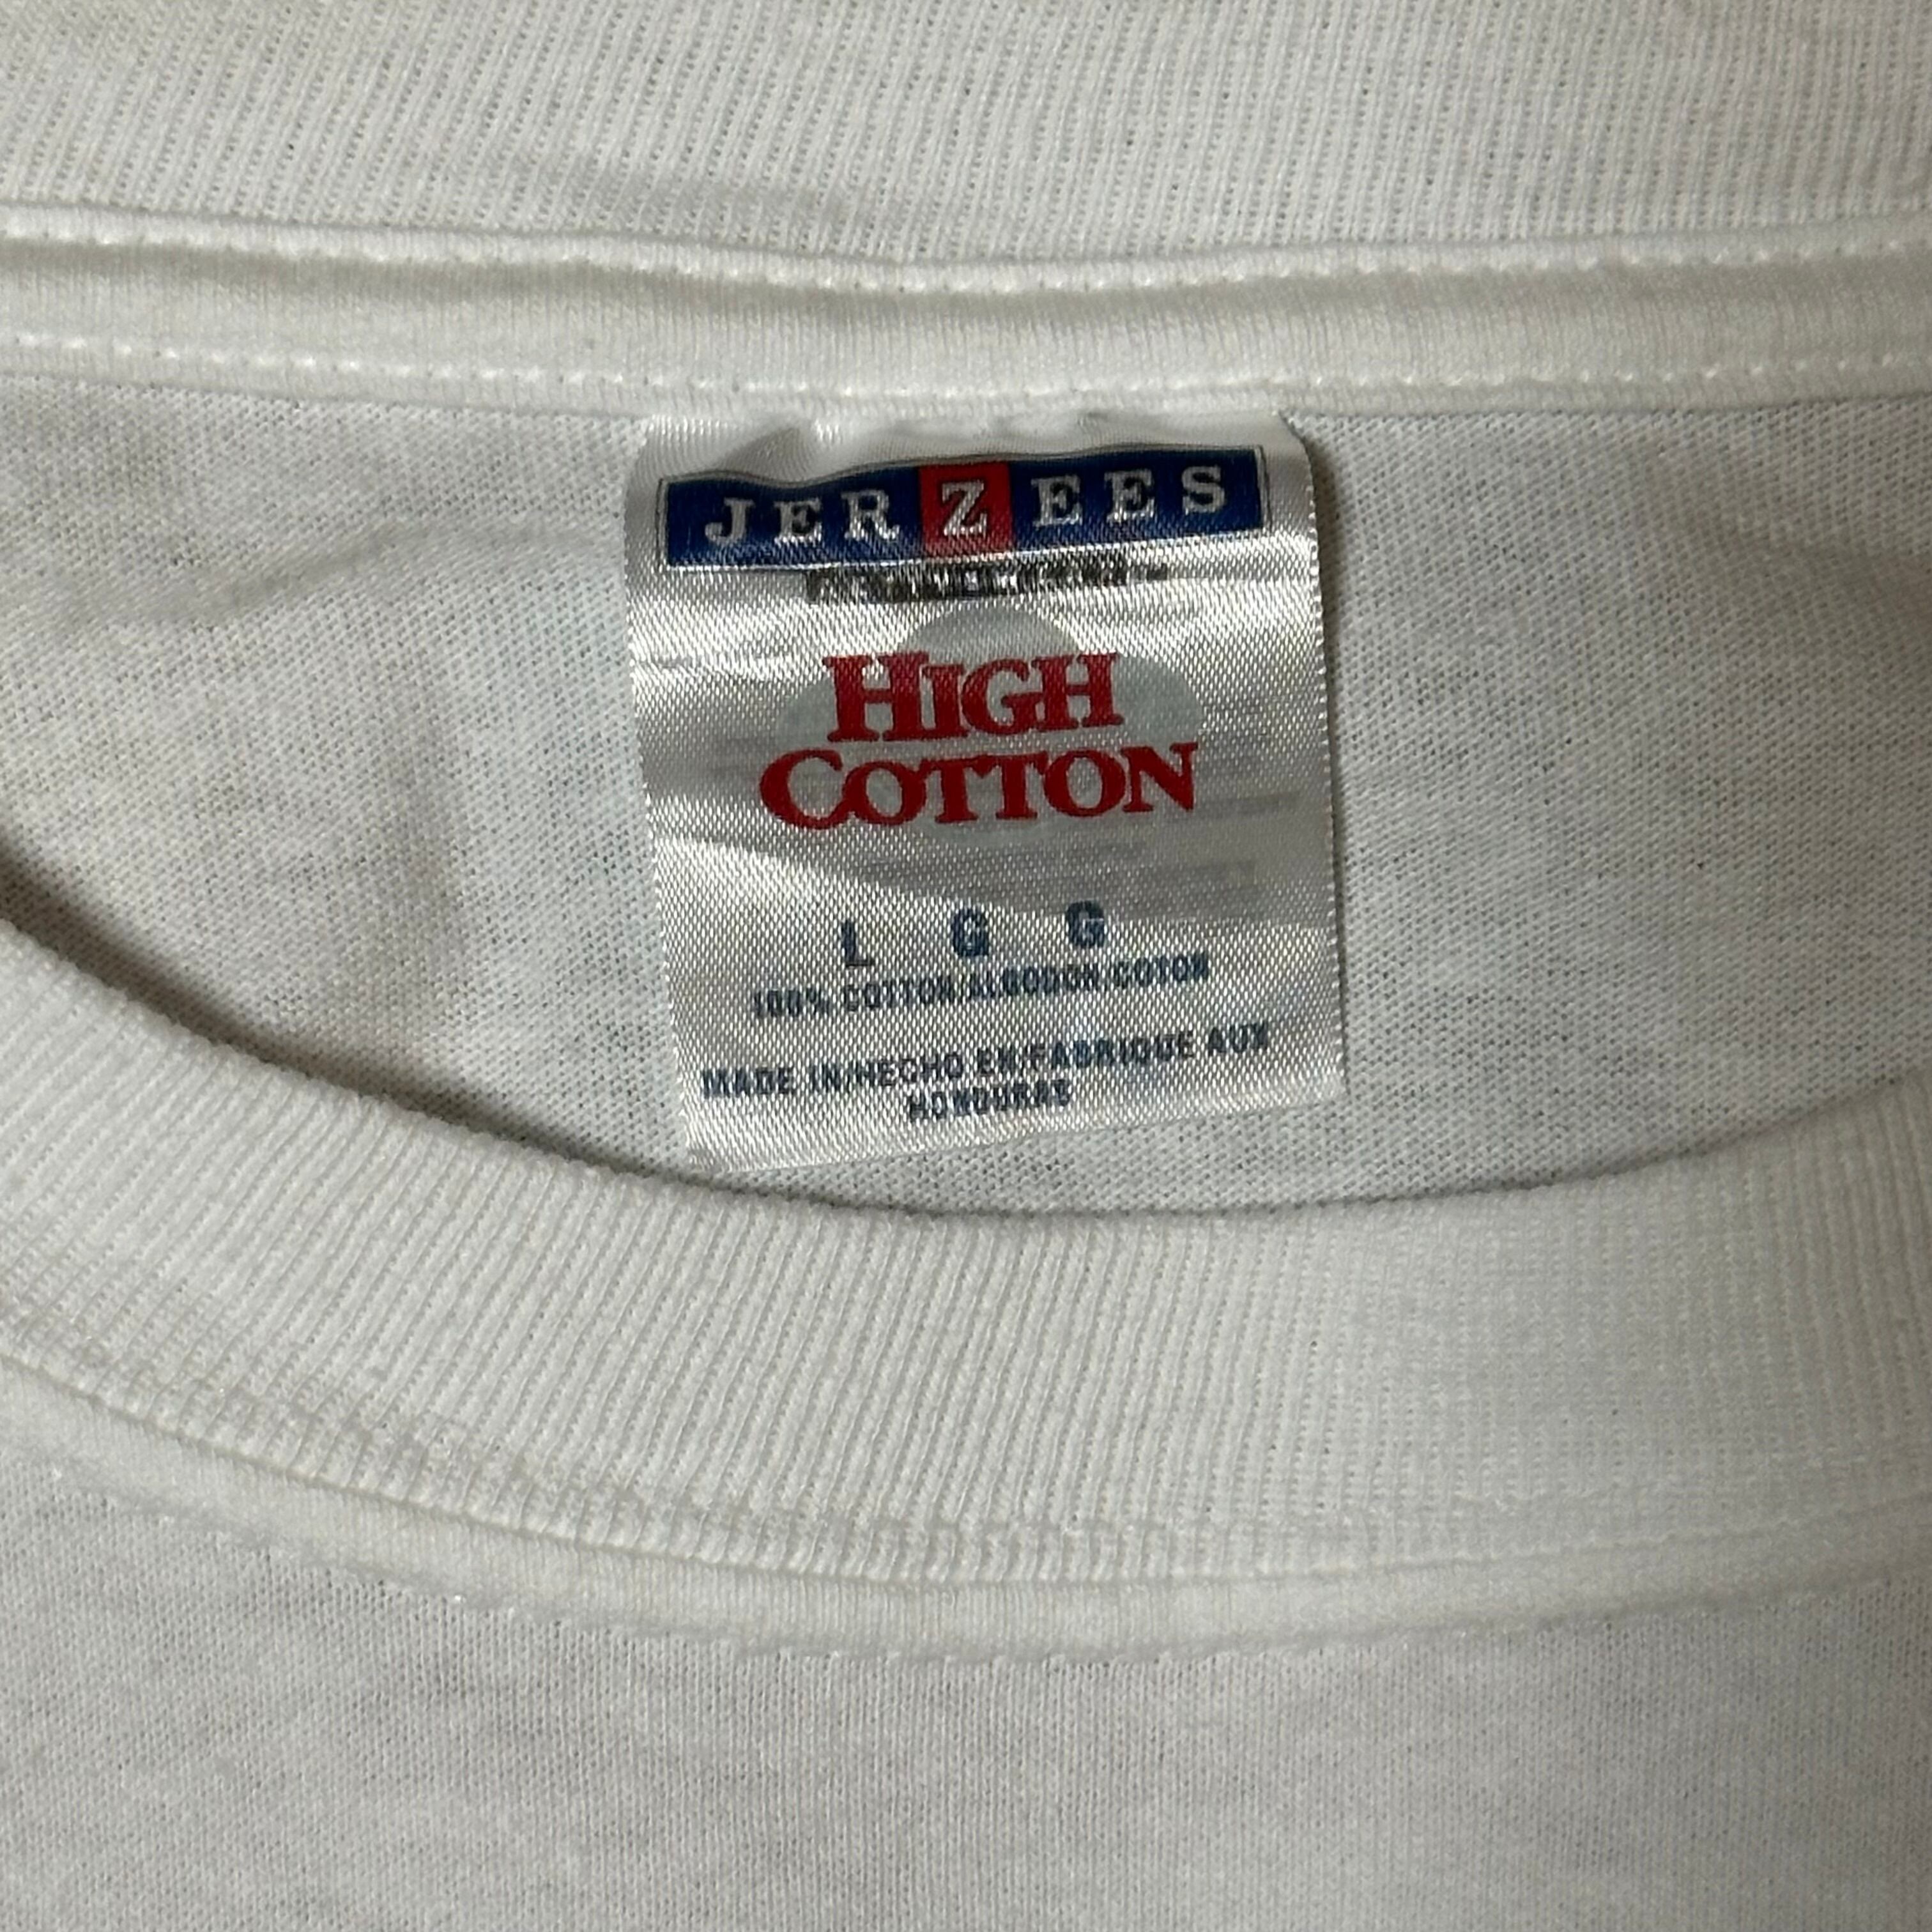 JERZEES
HIGH
COTTON
L G G
100% COTTON/ALGODON/COTON
MADE IN/HECHO EN/FABRIQUE AUX
HONDURAS